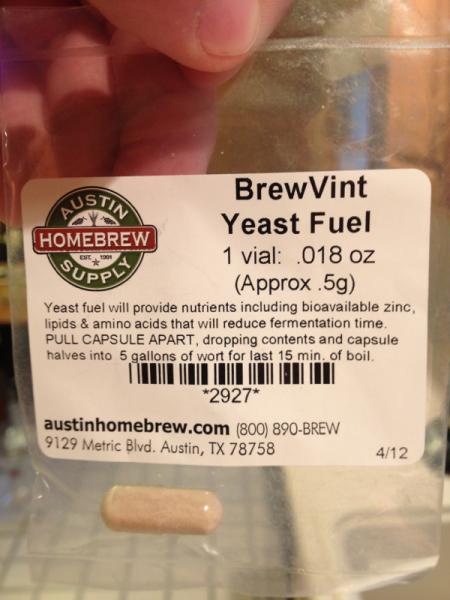 AUSTIN
HOMEBREW
EST. 1991
SUPPLY
BrewVint
Yeast Fuel
1 vial: .018 oz
(Approx .5g)
Yeast fuel will provide nutrients including bioavailable zinc,
lipids & amino acids that will reduce fermentation time.
PULL CAPSULE APART, dropping contents and capsule
halves into 5 gallons of wort for last 15 min. of boil.
*2927*
austinhomebrew.com (800) 890-BREW
9129 Metric Blvd. Austin, TX 78758
4/12